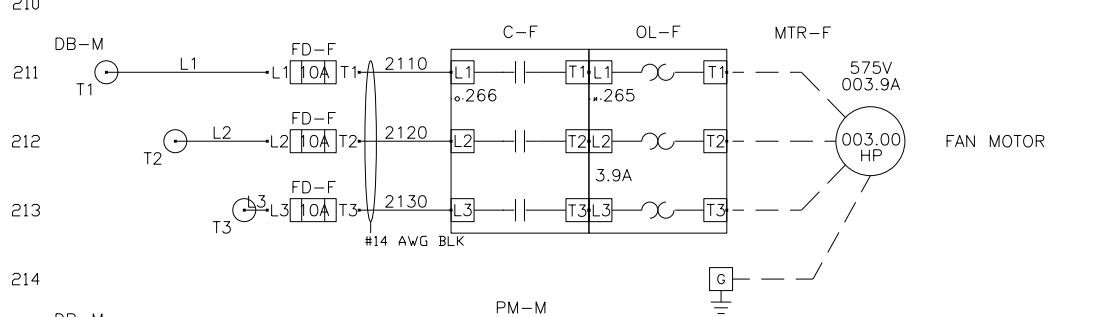 210
C-F OL-F MTR-F
DB-M
FD-F
211 T1 L1 L1 10A T1 2110 L1 T1 L1 T1 575V
003.9A
.266 .265
FD-F
212 T2 L2 L2 10A T2 2120 L2 T2 L2 T2 003.00 HP FAN MOTOR
3.9A
FD-F
213 T3 L3 L3 10A T3 2130 L3 T3 L3 T3
#14 AWG BLK
214 G
PM-M
DB-M